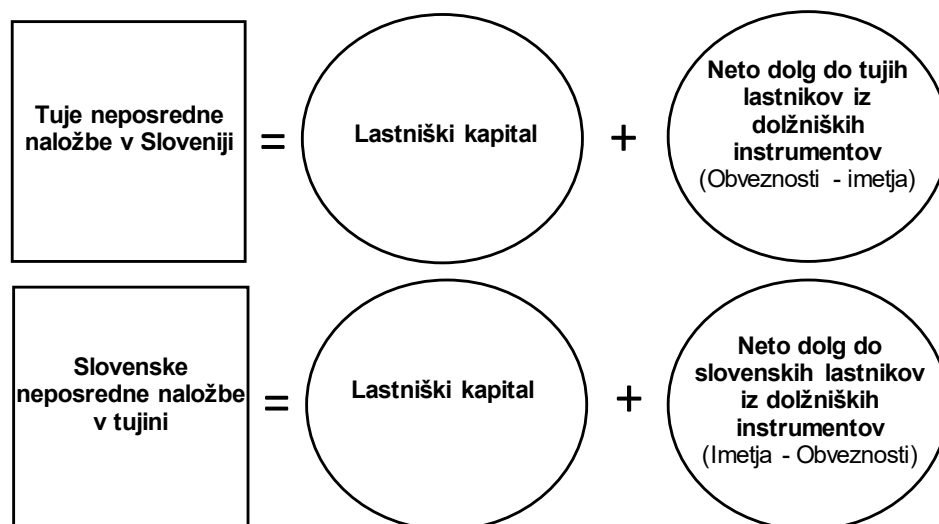 Tuje neposredne
naložbe v Sloveniji
=
Lastniški kapital
+
Neto dolg do tujih
lastnikov iz
dolžniških
instrumentov
(Obveznosti - imetja)
Slovenske
neposredne naložbe
v tujini
=
Lastniški kapital
+
Neto dolg do
slovenskih lastnikov
iz dolžniških
instrumentov
(Imetja - Obveznosti)